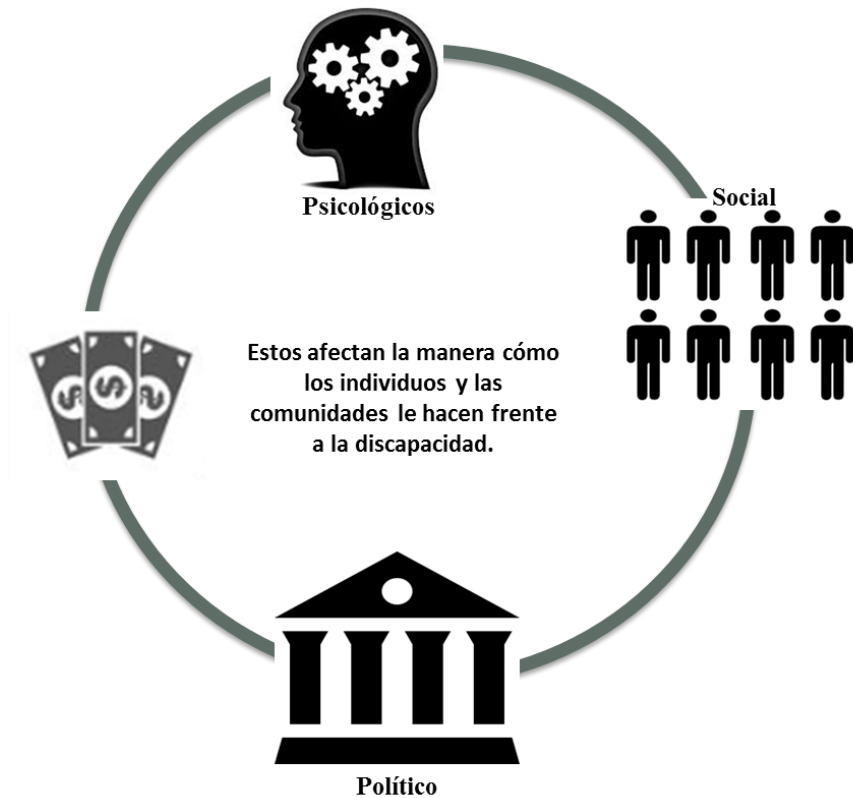 Psicológicos
Social
Estos afectan la manera cómo
los individuos y las
comunidades le hacen frente
a la discapacidad.
Político